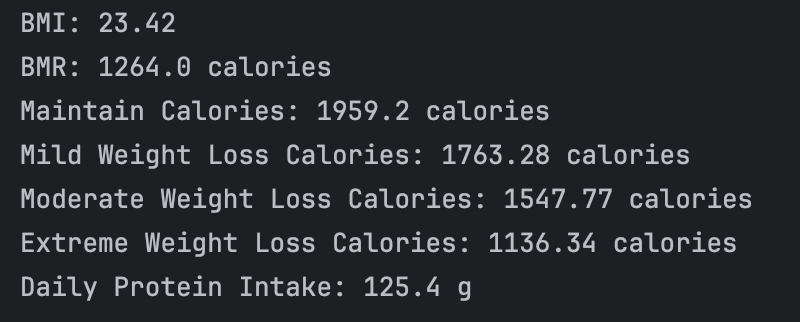 BMI: 23.42
BMR: 1264.0 calories
Maintain Calories: 1959.2 calories
Mild Weight Loss Calories: 1763.28 calories
Moderate Weight Loss Calories: 1547.77 calories
Extreme Weight Loss Calories: 1136.34 calories
Daily Protein Intake: 125.4 g